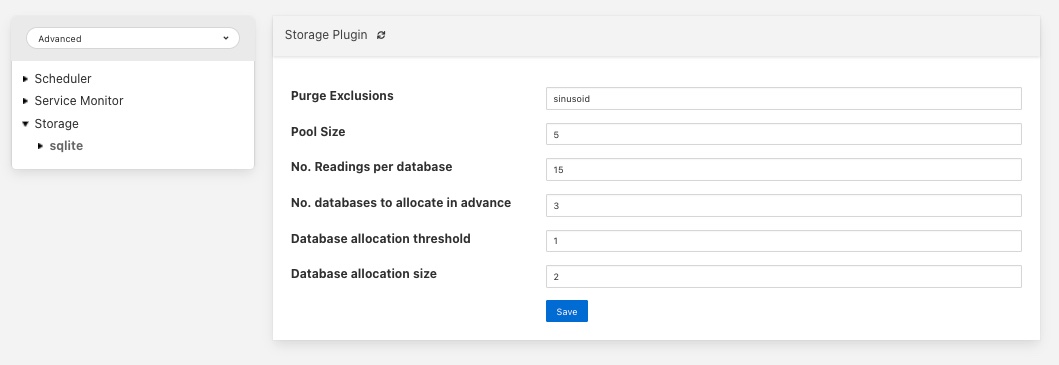 Advanced
Scheduler
Service Monitor
Storage
sqlite
Storage Plugin
Purge Exclusions sinusoid
Pool Size 5
No. Readings per database 15
No. databases to allocate in advance 3
Database allocation threshold 1
Database allocation size 2
Save